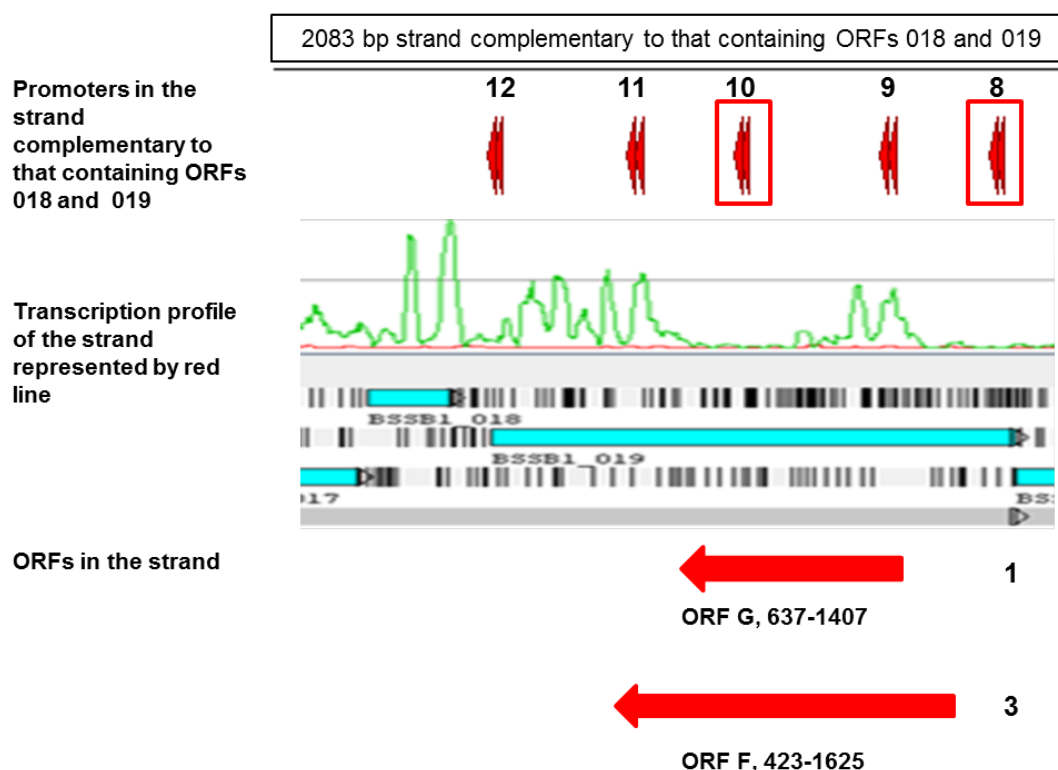 2083 bp strand complementary to that containing ORFs 018 and 019
Promoters in the
strand
complementary to
that containing ORFs
018 and 019
12 11 10 9 8
Transcription profile
of the strand
represented by red
line
BSSB1_018
BSSB1_019
017
BS
ORFs in the strand
1
ORF G, 637-1407
3
ORF F, 423-1625